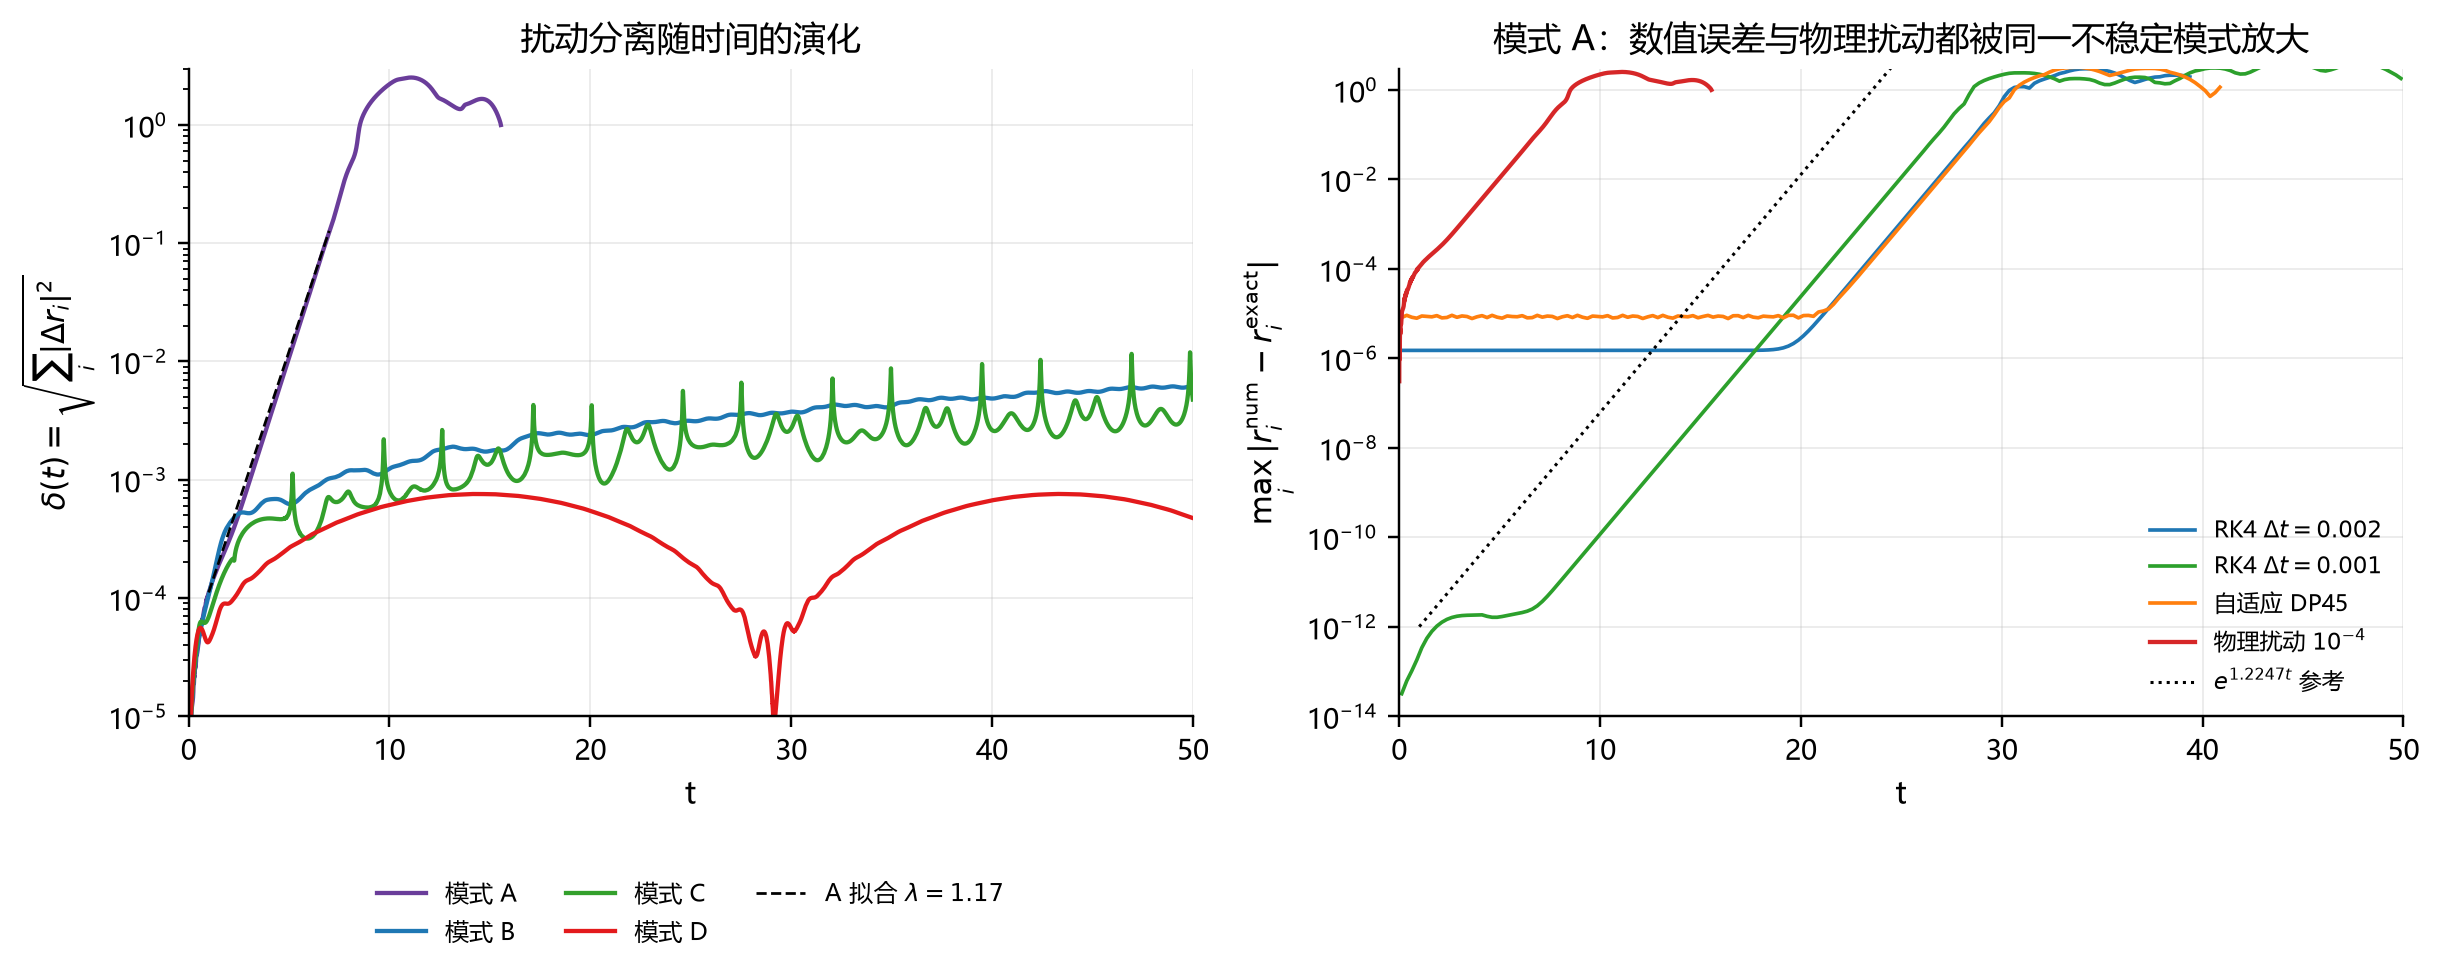 扰动分离随时间的演化
δ(t) = √∑ᵢ|Δrᵢ|²
10⁰
10⁻¹
10⁻²
10⁻³
10⁻⁴
10⁻⁵
0 10 20 30 40 50
t
模式 A 模式 C A 拟合 λ = 1.17
模式 B 模式 D
模式 A：数值误差与物理扰动都被同一不稳定模式放大
max i |r i num − r i exact|
10⁰
10⁻²
10⁻⁴
10⁻⁶
10⁻⁸
10⁻¹⁰
10⁻¹²
10⁻¹⁴
RK4 Δt = 0.002
RK4 Δt = 0.001
自适应 DP45
物理扰动 10⁻⁴
e¹·²²⁴⁷ᵗ 参考
0 10 20 30 40 50
t